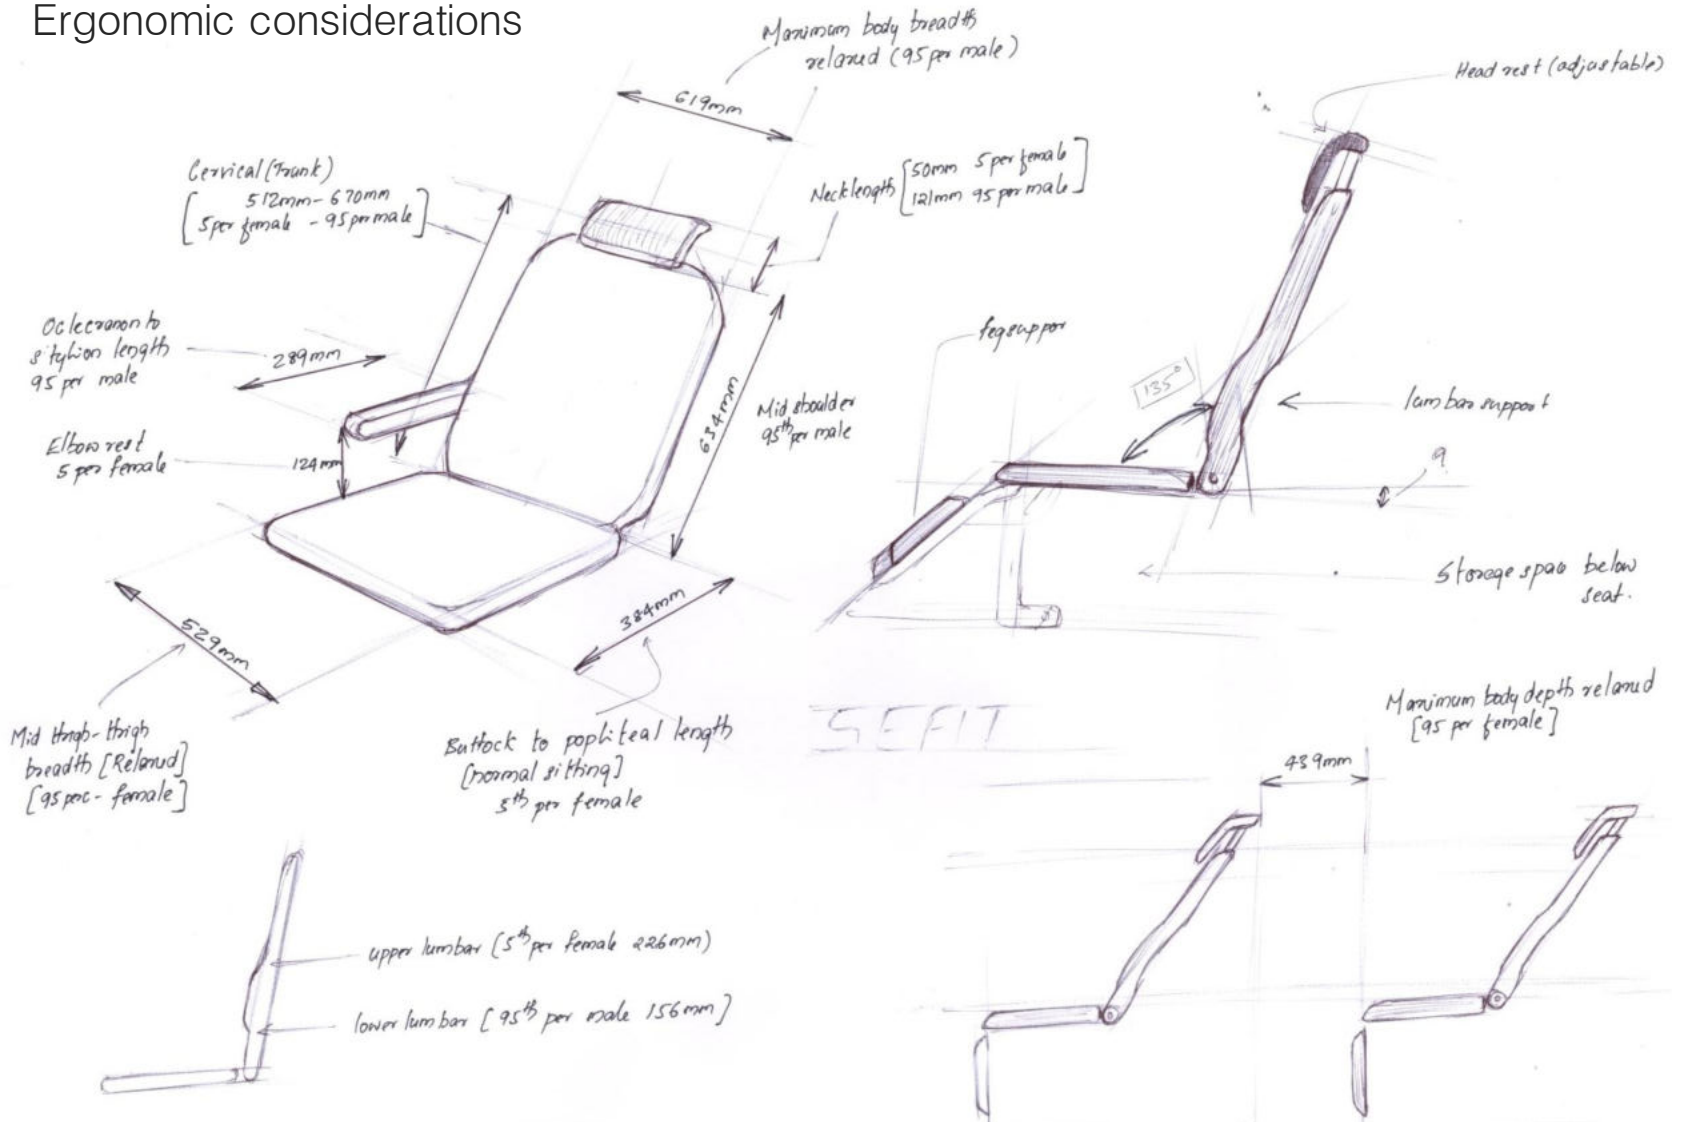 Ergonomic considerations
Maximum body breadth
relaxed (95 per male)
619mm
Head rest (adjustable)
Cervical (Trunk)
[512mm - 670mm
5 per female - 95 per male]
Neck length [50mm 5 per female
121mm 95 per male]
Oclecranon to
stylion length
95 per male
289mm
Elbow rest
5 per female
124mm
634mm
Mid shoulder
95th per male
legsuppor
135°
lumbar support
9
Storage space below
seat.
529mm
384mm
Mid thigh-thigh
breadth [Relaxed]
[95 perc - female]
Buttock to popliteal length
[normal sitting]
5th per female
SEFIT
Maximum body depth relaxed
[95 per female]
439mm
upper lumbar (5th per female 226mm)
lower lumbar [95th per male 156mm]